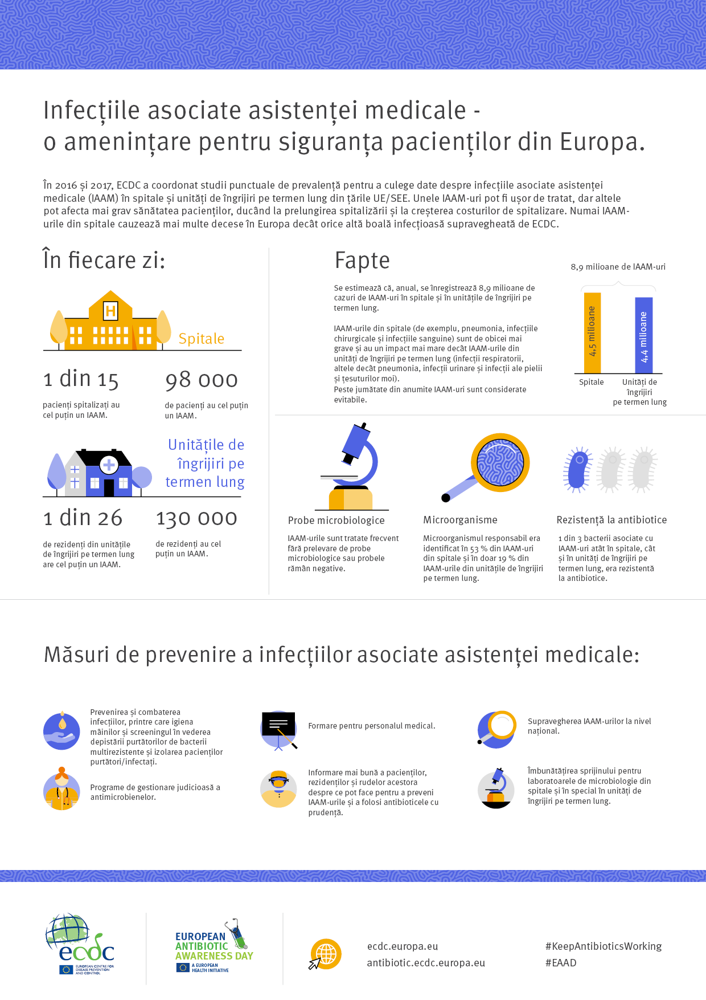 Infecțiile asociate asistenței medicale -
o amenințare pentru siguranța pacienților din Europa.
În 2016 și 2017, ECDC a coordonat studii punctuale de prevalență pentru a culege date despre infecțiile asociate asistenței
medicale (IAAM) în spitale și unități de îngrijiri pe termen lung din țările UE/SEE. Unele IAAM-uri pot fi ușor de tratat, dar altele
pot afecta mai grav sănătatea pacienților, ducând la prelungirea spitalizării și la creșterea costurilor de spitalizare. Numai IAAM-
urile din spitale cauzează mai multe decese în Europa decât orice altă boală infecțioasă supravegheată de ECDC.
În fiecare zi:
H
Spitale
1 din 15
pacienți spitalizați au
cel puțin un IAAM.
98 000
de pacienți au cel puțin
un IAAM.
Unitățile de
îngrijiri pe
termen lung
1 din 26
de rezidenți din unitățile
de îngrijiri pe termen lung
are cel puțin un IAAM.
130 000
de rezidenți au cel
puțin un IAAM.
Fapte
Se estimează că, anual, se înregistrează 8,9 milioane de
cazuri de IAAM-uri în spitale și în unitățile de îngrijiri pe
termen lung.
IAAM-urile din spitale (de exemplu, pneumonia, infecțiile
chirurgicale și infecțiile sanguine) sunt de obicei mai
grave și au un impact mai mare decât IAAM-urile din
unități de îngrijiri pe termen lung (infecții respiratorii,
altele decât pneumonia, infecții urinare și infecții ale pielii
și țesuturilor moi).
Peste jumătate din anumite IAAM-uri sunt considerate
evitabile.
8,9 milioane de IAAM-uri
4,5 milioane
4,4 milioane
Spitale
Unități de
îngrijiri
pe termen lung
Probe microbiologice
IAAM-urile sunt tratate frecvent
fără prelevare de probe
microbiologice sau probele
rămân negative.
Microorganisme
Microorganismul responsabil era
identificat în 53 % din IAAM-uri
din spitale și în doar 19 % din
IAAM-urile din unitățile de îngrijiri
pe termen lung.
Rezistență la antibiotice
1 din 3 bacterii asociate cu
IAAM-uri atât în spitale, cât
și în unități de îngrijiri pe
termen lung, era rezistentă
la antibiotice.
Măsuri de prevenire a infecțiilor asociate asistenței medicale:
Prevenirea și combaterea
infecțiilor, printre care igiena
mâinilor și screeningul în vederea
depistării purtătorilor de bacterii
multirezistente și izolarea pacienților
purtători/infectați.
Programe de gestionare judicioasă a
antimicrobienelor.
Formare pentru personalul medical.
Informare mai bună a pacienților,
rezidenților și rudelor acestora
despre ce pot face pentru a preveni
IAAM-urile și a folosi antibioticele cu
prudență.
Supravegherea IAAM-urilor la nivel
național.
Îmbunătățirea sprijinului pentru
laboratoarele de microbiologie din
spitale și în special în unități de
îngrijiri pe termen lung.
ecdc
EUROPEAN CENTRE FOR
DISEASE PREVENTION
AND CONTROL
EUROPEAN
ANTIBIOTIC
AWARENESS DAY
A EUROPEAN
HEALTH INITIATIVE
ecdc.europa.eu
antibiotic.ecdc.europa.eu
#KeepAntibioticsWorking
#EAAD